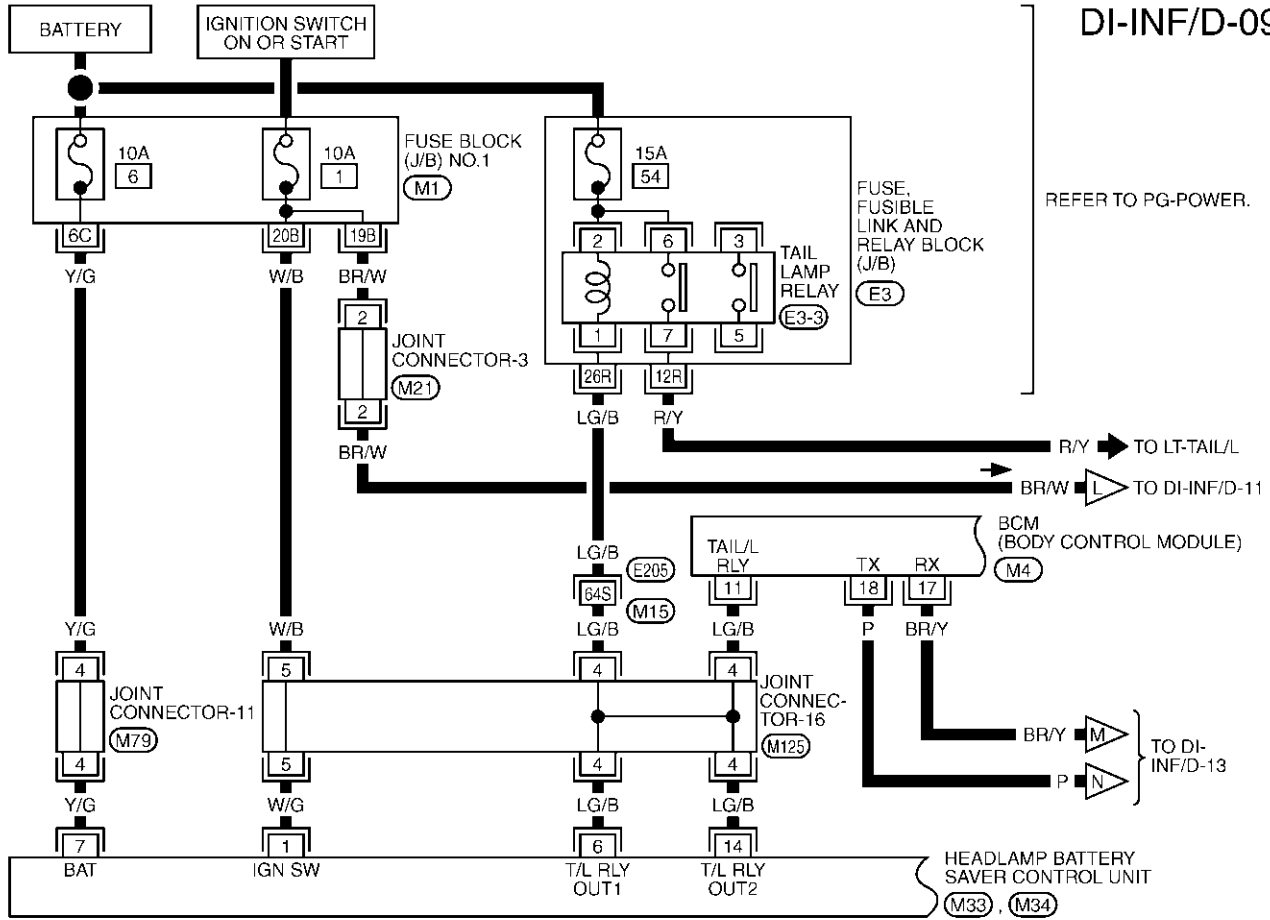 DI-INF/D-09
BATTERY
IGNITION SWITCH
ON OR START
10A
6
10A
1
FUSE BLOCK
(J/B) NO.1
M1
15A
54
FUSE,
FUSIBLE
LINK AND
RELAY BLOCK
(J/B)
E3
REFER TO PG-POWER.
6C
20B
19B
2
6
3
TAIL
LAMP
RELAY
E3-3
Y/G
W/B
BR/W
2
JOINT
CONNECTOR-3
M21
2
1
7
5
26R
12R
LG/B
R/Y
BR/W
R/Y
TO LT-TAIL/L
BR/W
L
TO DI-INF/D-11
BCM
(BODY CONTROL MODULE)
M4
TAIL/L
RLY
TX
RX
11
18
17
LG/B
E205
64S
M15
Y/G
W/B
LG/B
LG/B
P
BR/Y
4
5
4
4
JOINT
CONNECTOR-11
M79
JOINT
CONNEC-
TOR-16
M125
4
5
4
4
BR/Y
M
P
N
TO DI-
INF/D-13
Y/G
W/G
LG/B
LG/B
7
1
6
14
BAT
IGN SW
T/L RLY
OUT1
T/L RLY
OUT2
HEADLAMP BATTERY
SAVER CONTROL UNIT
M33 , M34